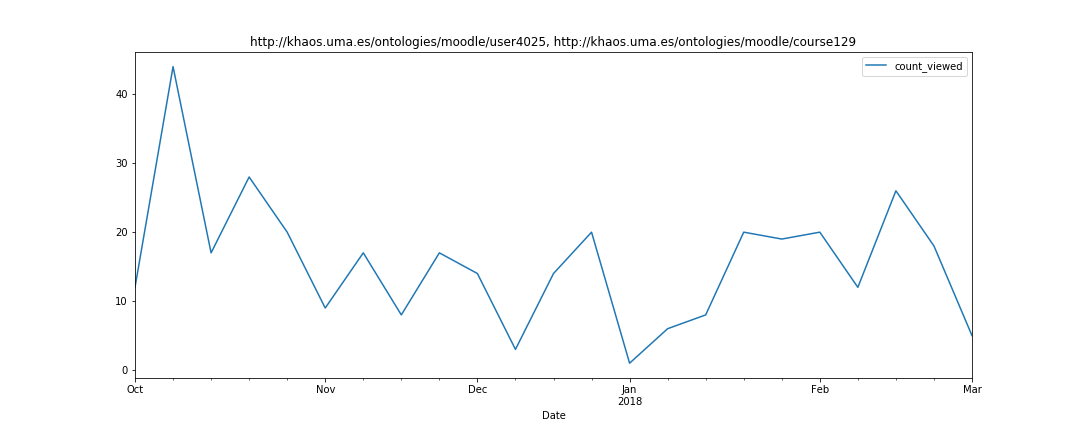 http://khaos.uma.es/ontologies/moodle/user4025, http://khaos.uma.es/ontologies/moodle/course129
count_viewed
40
30
20
10
0
Oct Nov Dec Jan Feb Mar
2018
Date